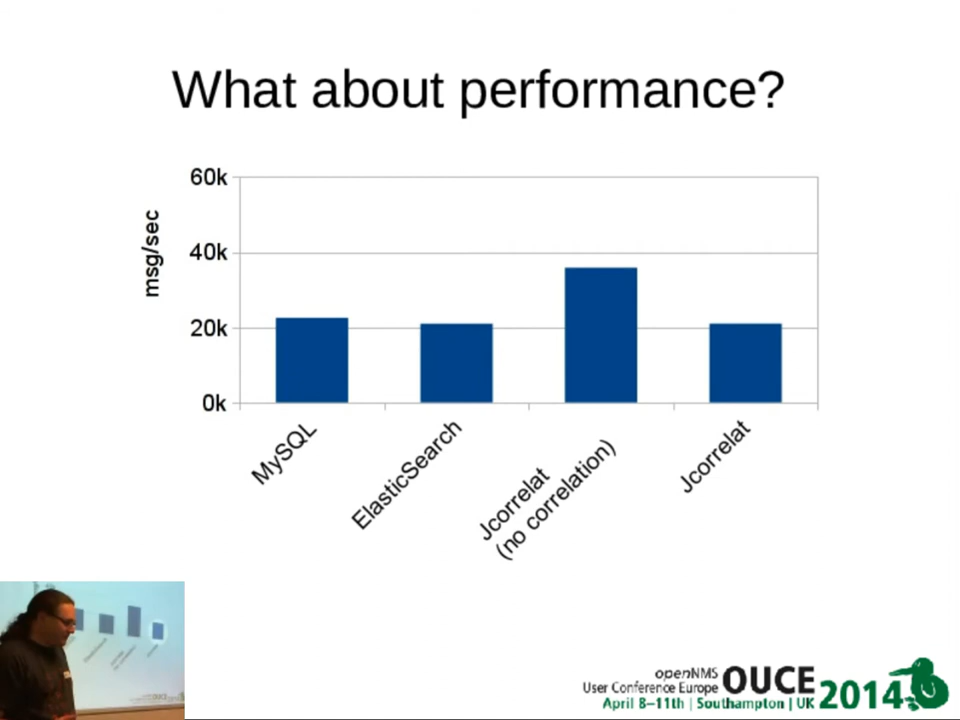 What about performance?
60k
40k
20k
0k
msg/sec
MySQL
ElasticSearch
Jcorrelat
(no correlation)
Jcorrelat
openNMS
User Conference Europe
OUCE 2014
April 8–11th | Southampton | UK